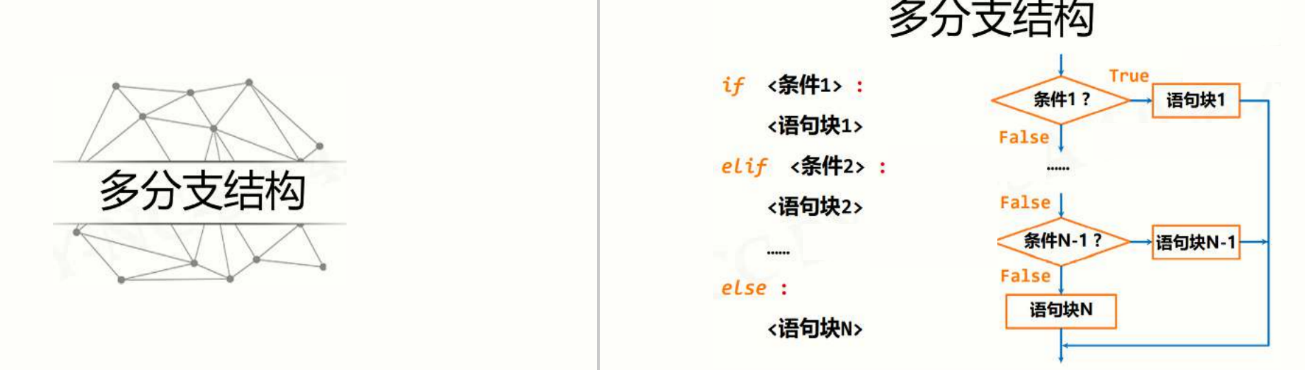 多分支结构
多分支结构
if <条件1> :
<语句块1>
elif <条件2> :
<语句块2>
......
else :
<语句块N>
条件1？
True
语句块1
False
......
False
条件N-1？
语句块N-1
False
语句块N